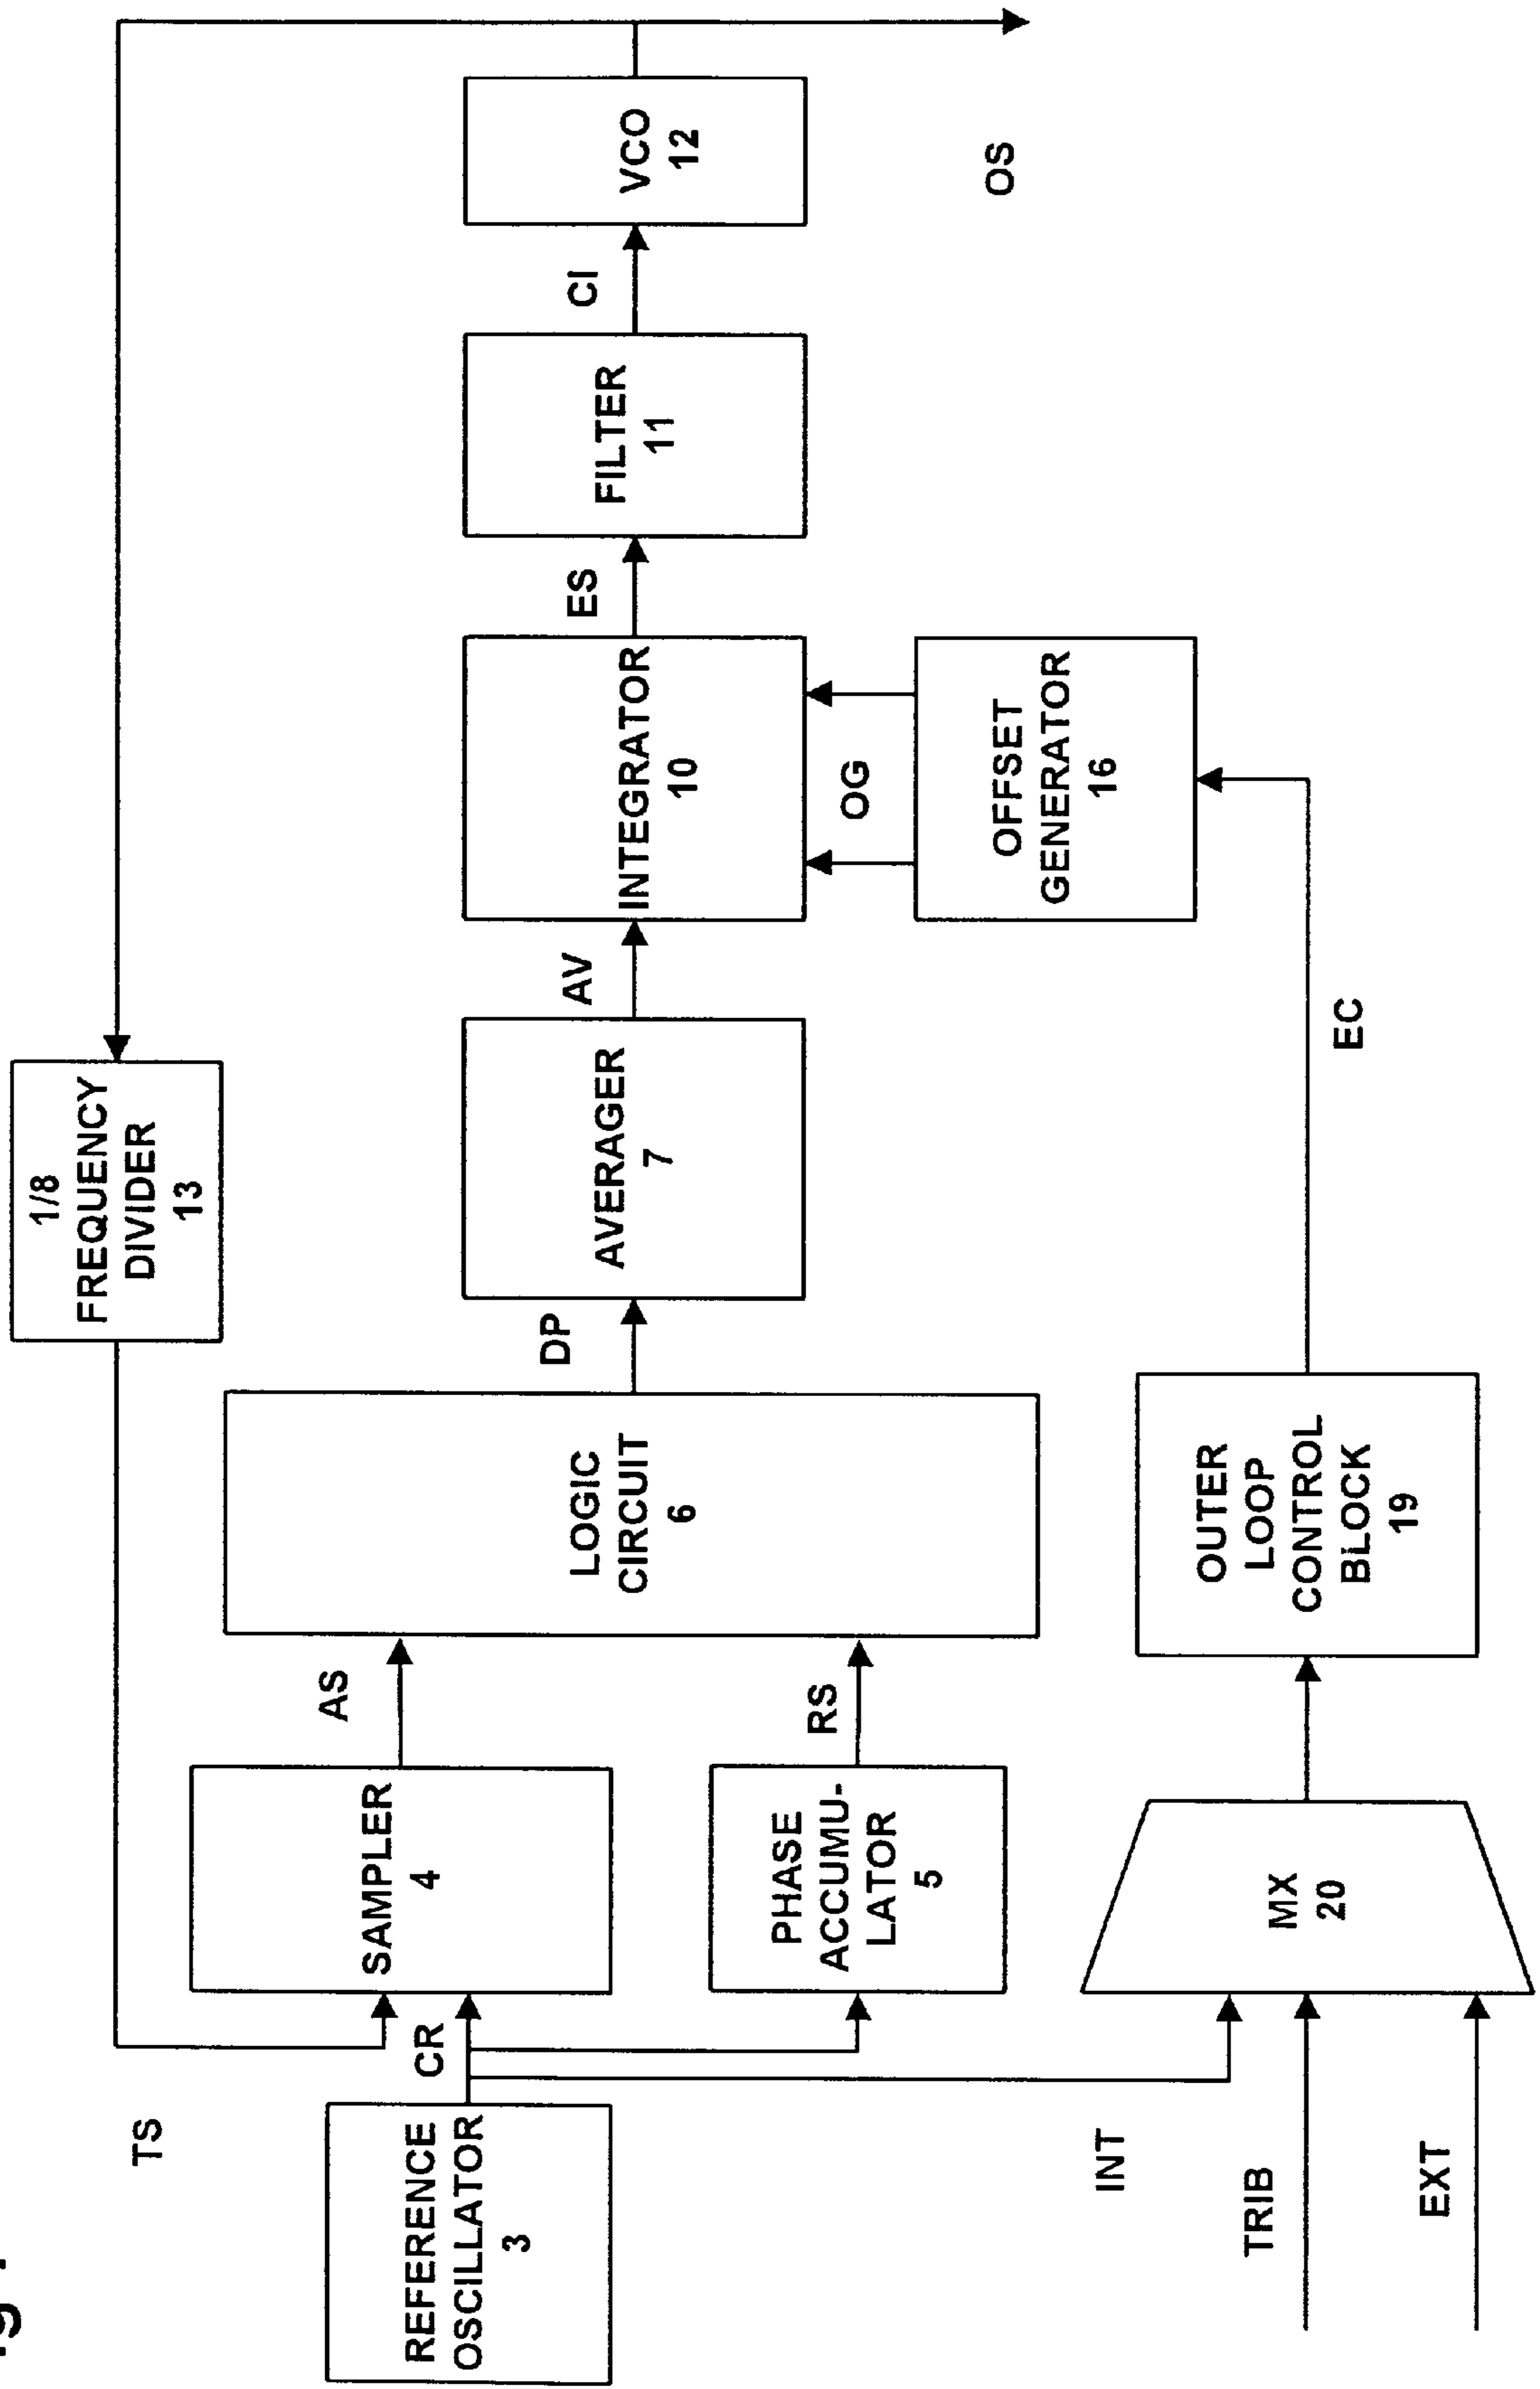 1/8
FREQUENCY
DIVIDER
13
TS
REFERENCE
OSCILLATOR
3
CR
SAMPLER
4
AS
PHASE
ACCUMU-
LATOR
5
RS
LOGIC
CIRCUIT
6
DP
AVERAGER
7
AV
INTEGRATOR
10
ES
FILTER
11
CI
VCO
12
OS
OG
OFFSET
GENERATOR
16
EC
INT
TRIB
EXT
MX
20
OUTER
LOOP
CONTROL
BLOCK
19